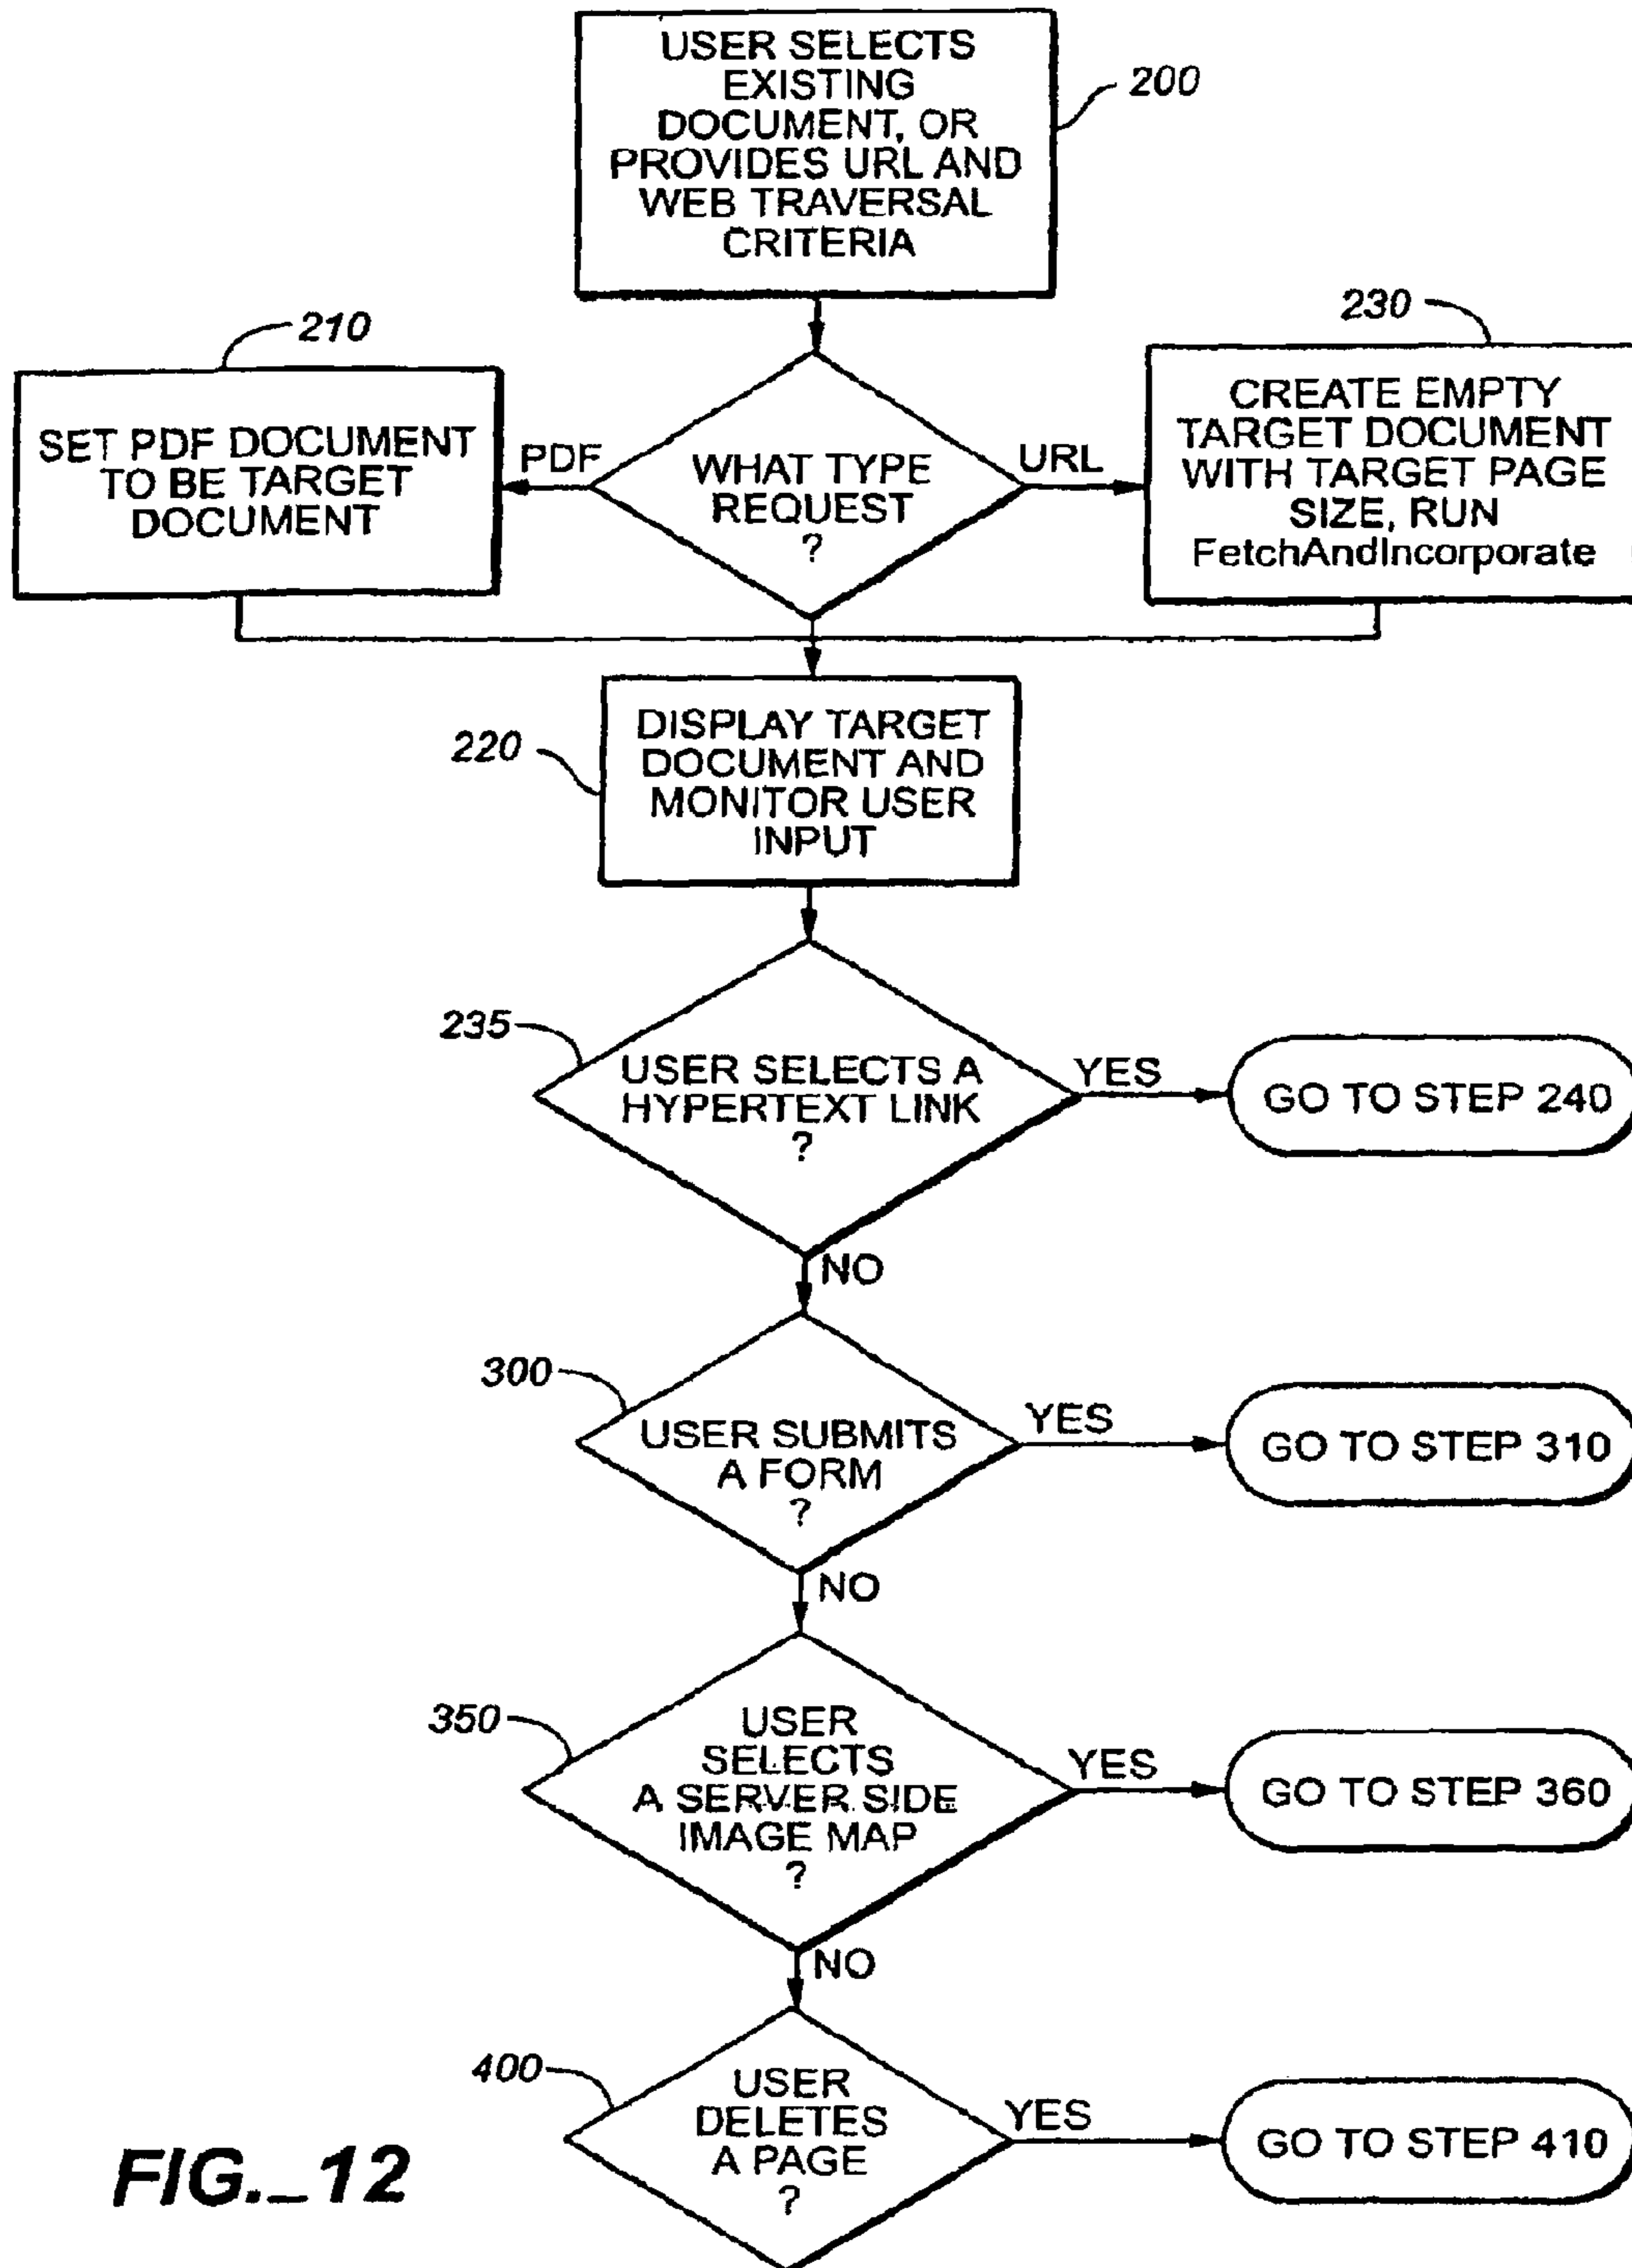 USER SELECTS
EXISTING
DOCUMENT, OR
PROVIDES URL AND
WEB TRAVERSAL
CRITERIA
200
210
230
SET PDF DOCUMENT
TO BE TARGET
DOCUMENT
PDF
WHAT TYPE
REQUEST
?
URL
CREATE EMPTY
TARGET DOCUMENT
WITH TARGET PAGE
SIZE, RUN
FetchAndIncorporate
220
DISPLAY TARGET
DOCUMENT AND
MONITOR USER
INPUT
235
USER SELECTS A
HYPERTEXT LINK
?
YES
GO TO STEP 240
NO
300
USER SUBMITS
A FORM
?
YES
GO TO STEP 310
NO
350
USER
SELECTS
A SERVER SIDE
IMAGE MAP
?
YES
GO TO STEP 360
NO
400
USER
DELETES
A PAGE
?
YES
GO TO STEP 410
FIG._12